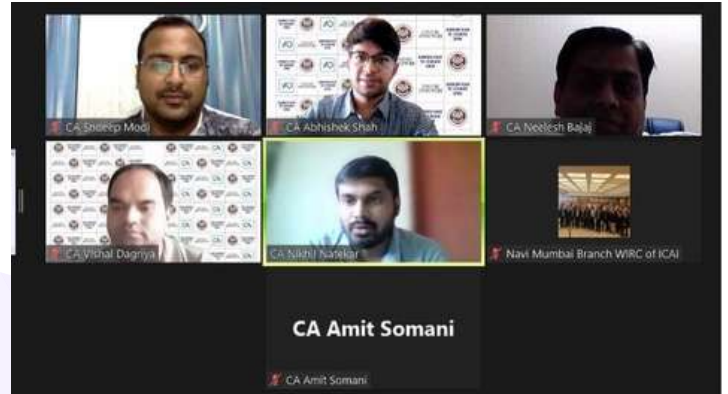 CA Sndeep Modi
CA Abhishek Shah
CA Neelesh Bajaj
CA Vishal Dagriya
CA Nikhil Natekar
Navi Mumbai Branch WIRC of ICAI
CA Amit Somani
CA Amit Somani